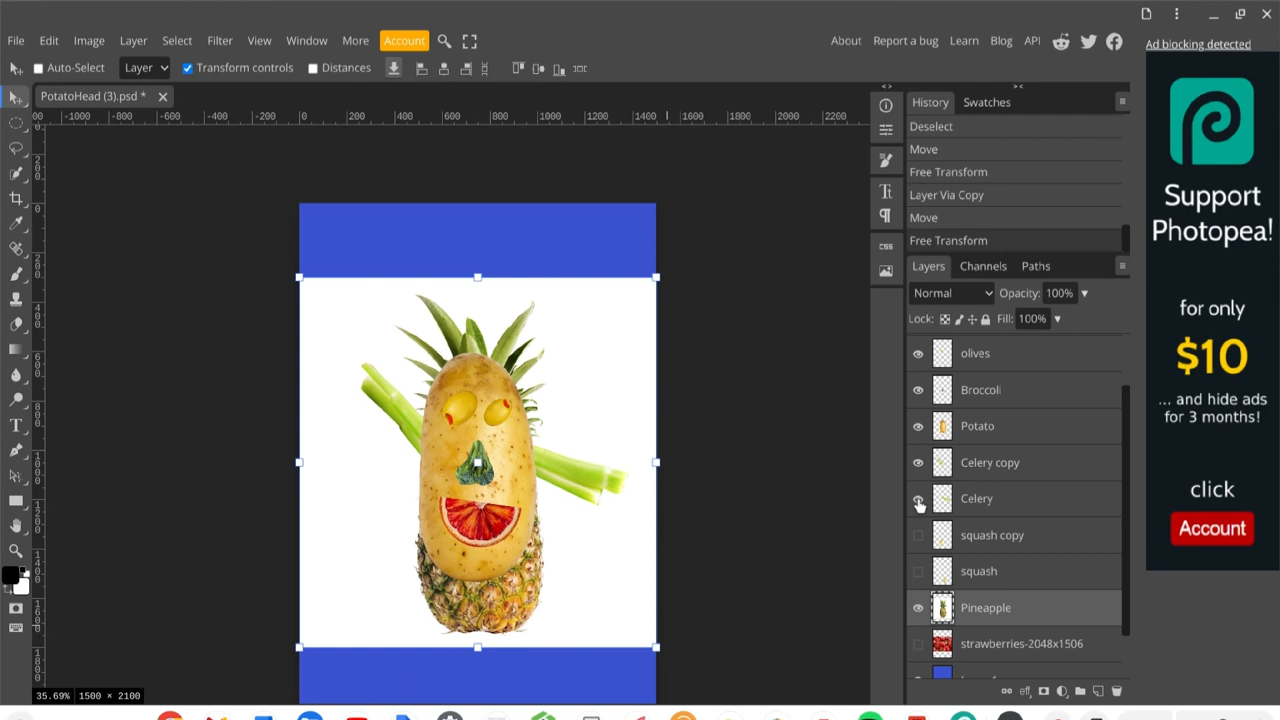 File Edit Image Layer Select Filter View Window More Account About Report a bug Learn Blog API
Ad blocking detected
Auto-Select Layer Transform controls Distances
PotatoHead (3).psd *
-1000 -800 -600 -400 -200 0 200 400 600 800 1000 1200 1400 1600 1800 2000 2200
History Swatches
Deselect
Move
Free Transform
Layer Via Copy
Move
Free Transform
Layers Channels Paths
Normal Opacity: 100%
Lock: Fill: 100%
olives
Broccoli
Potato
Celery copy
Celery
squash copy
squash
Pineapple
strawberries-2048x1506
35.69% 1500 × 2100
css
eff
Support
Photopea!
for only
$10
... and hide ads
for 3 months!
click
Account